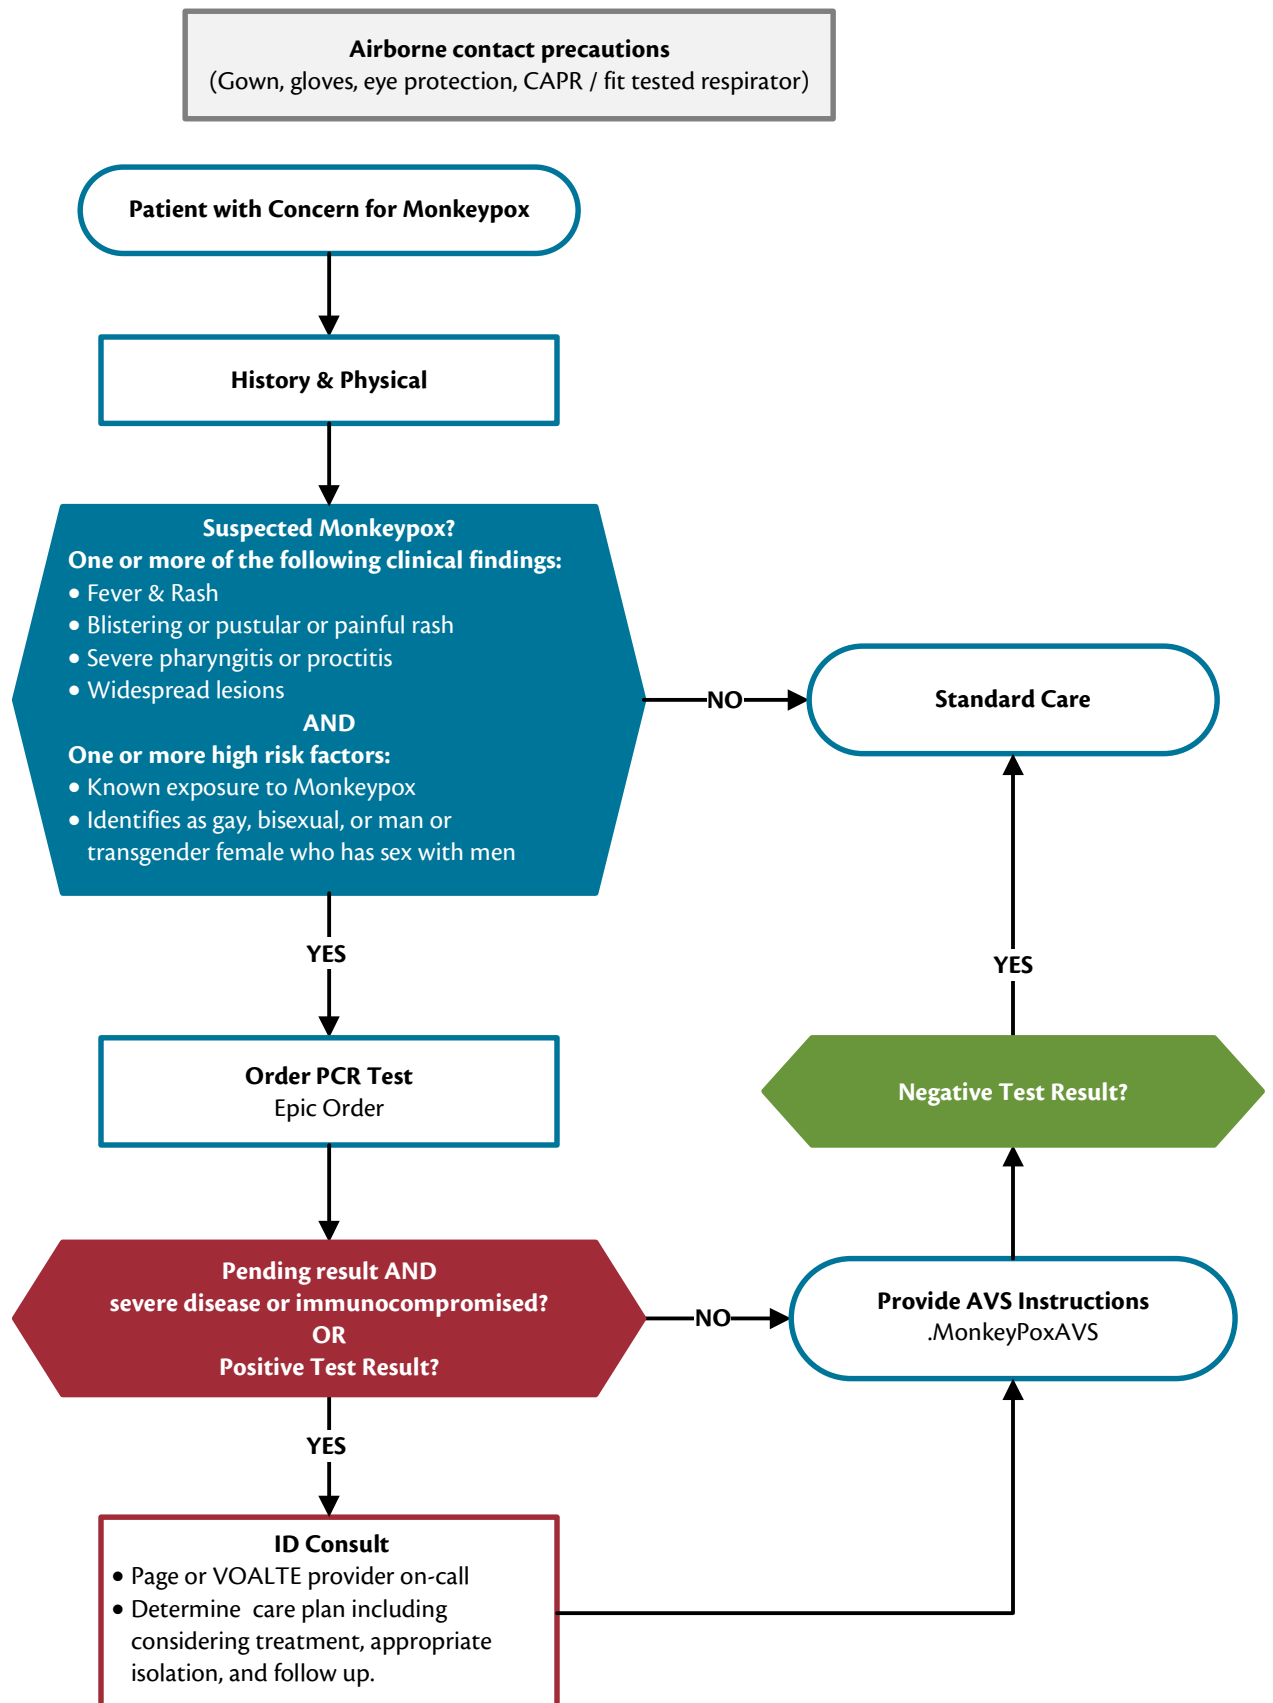 Airborne contact precautions
(Gown, gloves, eye protection, CAPR / fit tested respirator)
Patient with Concern for Monkeypox
History & Physical
Suspected Monkeypox?
One or more of the following clinical findings:
• Fever & Rash
• Blistering or pustular or painful rash
• Severe pharyngitis or proctitis
• Widespread lesions
AND
One or more high risk factors:
• Known exposure to Monkeypox
• Identifies as gay, bisexual, or man or
transgender female who has sex with men
NO
Standard Care
YES
YES
Order PCR Test
Epic Order
Negative Test Result?
Pending result AND
severe disease or immunocompromised?
OR
Positive Test Result?
NO
Provide AVS Instructions
.MonkeyPoxAVS
YES
ID Consult
• Page or VOALTE provider on-call
• Determine  care plan including
considering treatment, appropriate
isolation, and follow up.